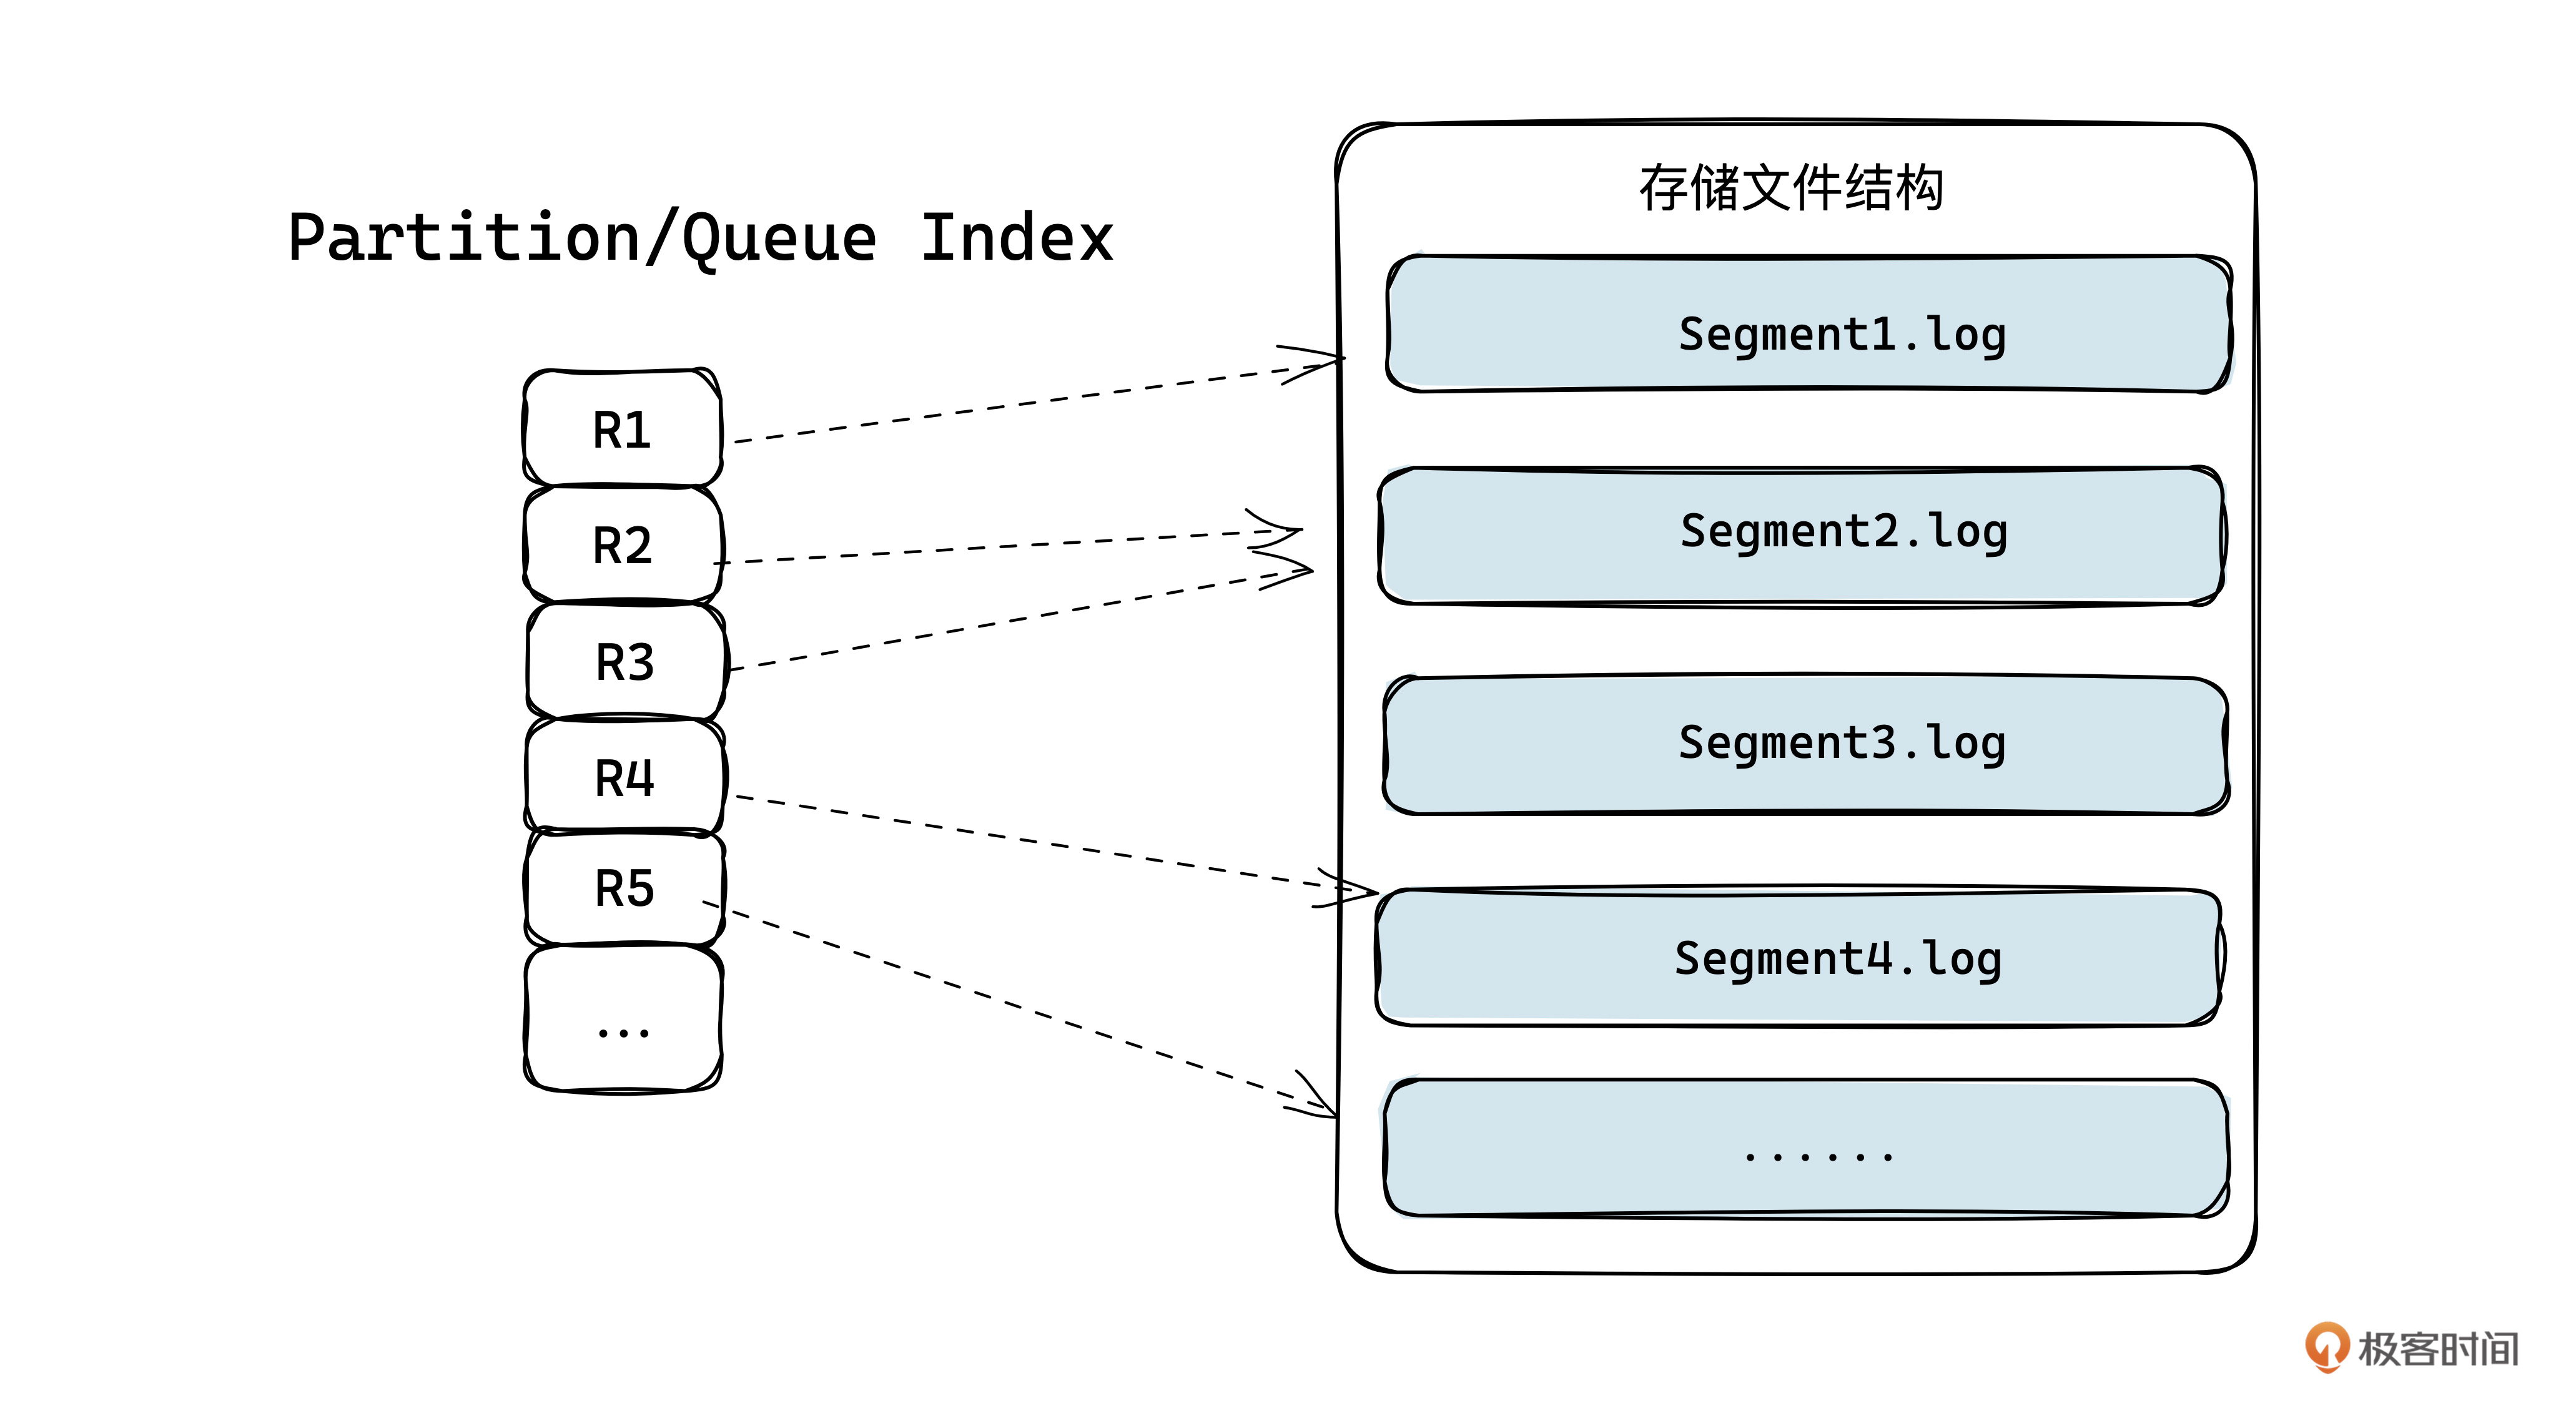 Partition/Queue Index
R1
R2
R3
R4
R5
...
存储文件结构
Segment1.log
Segment2.log
Segment3.log
Segment4.log
......
极客时间